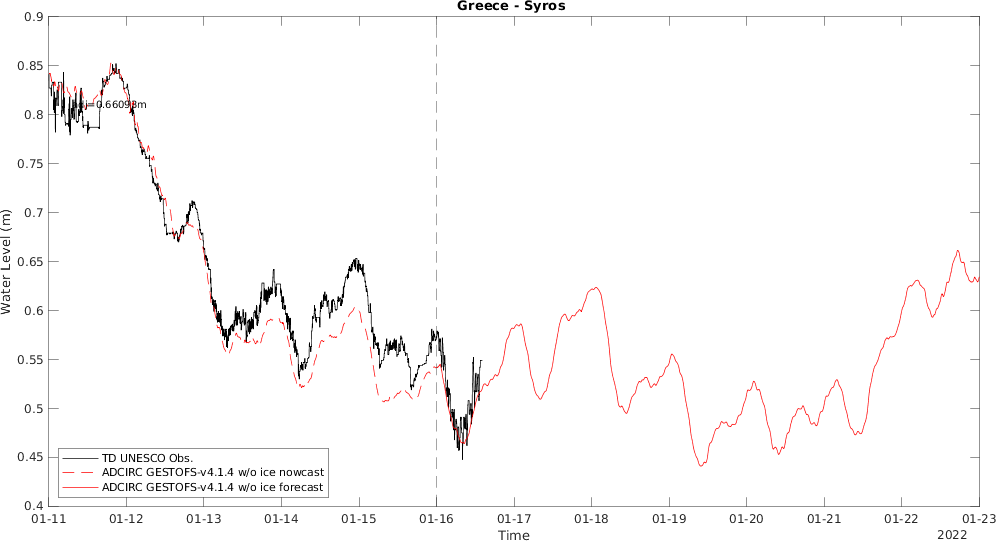 Greece - Syros
0.9
0.85
0.8
0.75
0.7
0.65
0.6
0.55
0.5
0.45
0.4
Water Level (m)
=0.66093m
TD UNESCO Obs.
ADCIRC GESTOFS-v4.1.4 w/o ice nowcast
ADCIRC GESTOFS-v4.1.4 w/o ice forecast
01-11 01-12 01-13 01-14 01-15 01-16 01-17 01-18 01-19 01-20 01-21 01-22 01-23
Time
2022